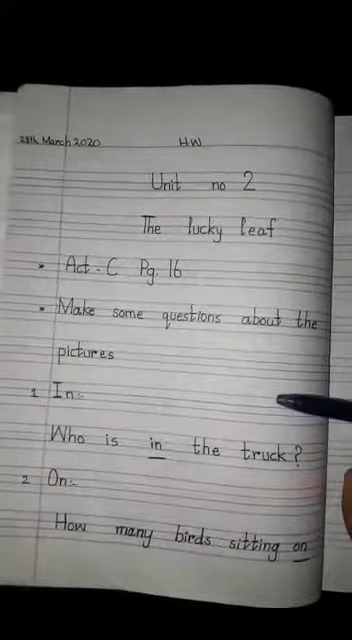 28th March 2020 HW
Unit no 2
The lucky leaf
• Act - C Pg. 16
• Make some questions about the
pictures
1 In:-
Who is in the truck?
2 On:-
How many birds sitting on